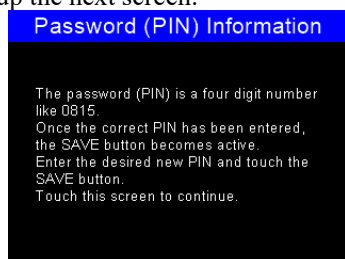 up the next screen.
Password (PIN) Information
The password (PIN) is a four digit number
like 0815.
Once the correct PIN has been entered,
the SAVE button becomes active.
Enter the desired new PIN and touch the
SAVE button.
Touch this screen to continue.